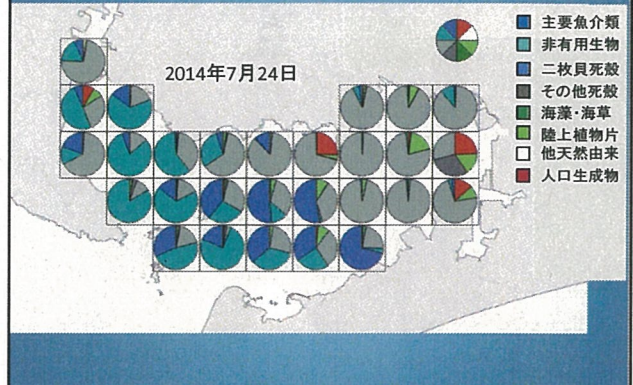 2014年7月24日
主要魚介類
非有用生物
二枚貝死殻
その他死殻
海藻・海草
陸上植物片
他天然由来
人口生成物